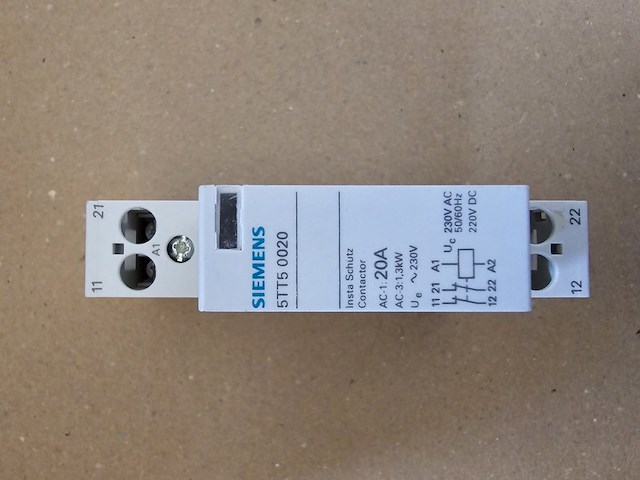 21
11
A1
SIEMENS
5TT5 0020
Insta Schütz
Contactor
AC-1: 20A
AC-3:1,3kW
Ue ~ 230V
Uc 230V AC
50/60Hz
220V DC
11 21 A1
12 22 A2
22
12